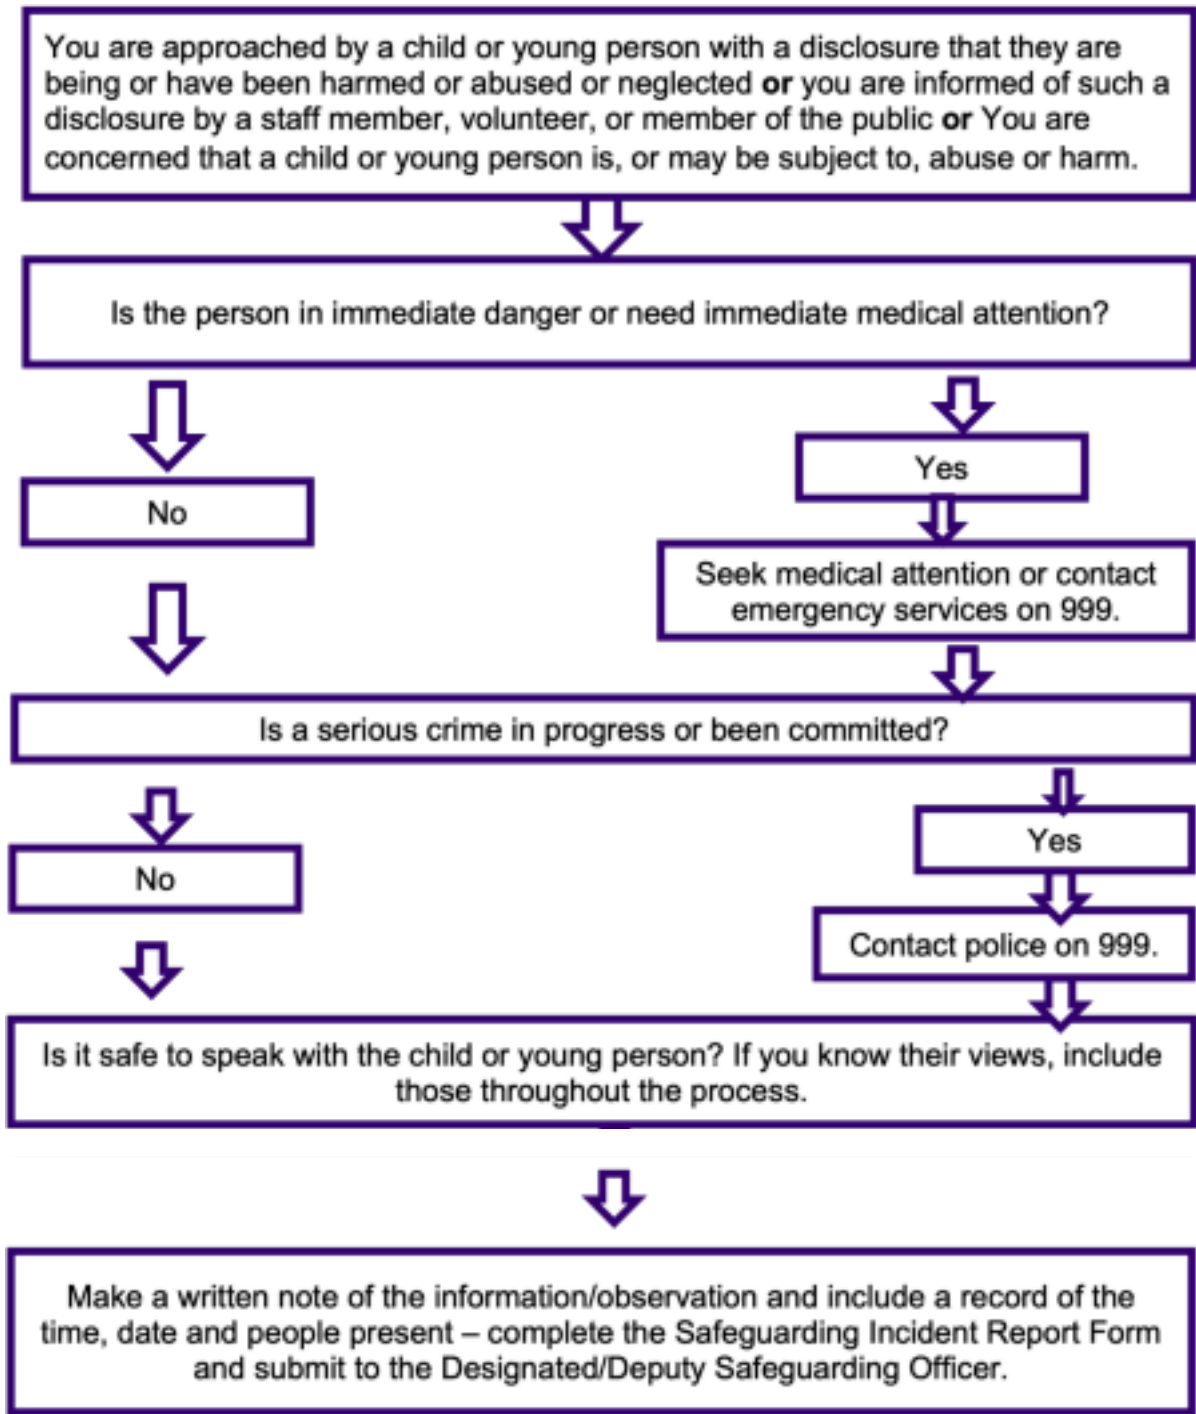 You are approached by a child or young person with a disclosure that they are
being or have been harmed or abused or neglected or you are informed of such a
disclosure by a staff member, volunteer, or member of the public or You are
concerned that a child or young person is, or may be subject to, abuse or harm.
Is the person in immediate danger or need immediate medical attention?
Yes
No
Seek medical attention or contact
emergency services on 999.
Is a serious crime in progress or been committed?
Yes
No
Contact police on 999.
Is it safe to speak with the child or young person? If you know their views, include
those throughout the process.
Make a written note of the information/observation and include a record of the
time, date and people present – complete the Safeguarding Incident Report Form
and submit to the Designated/Deputy Safeguarding Officer.